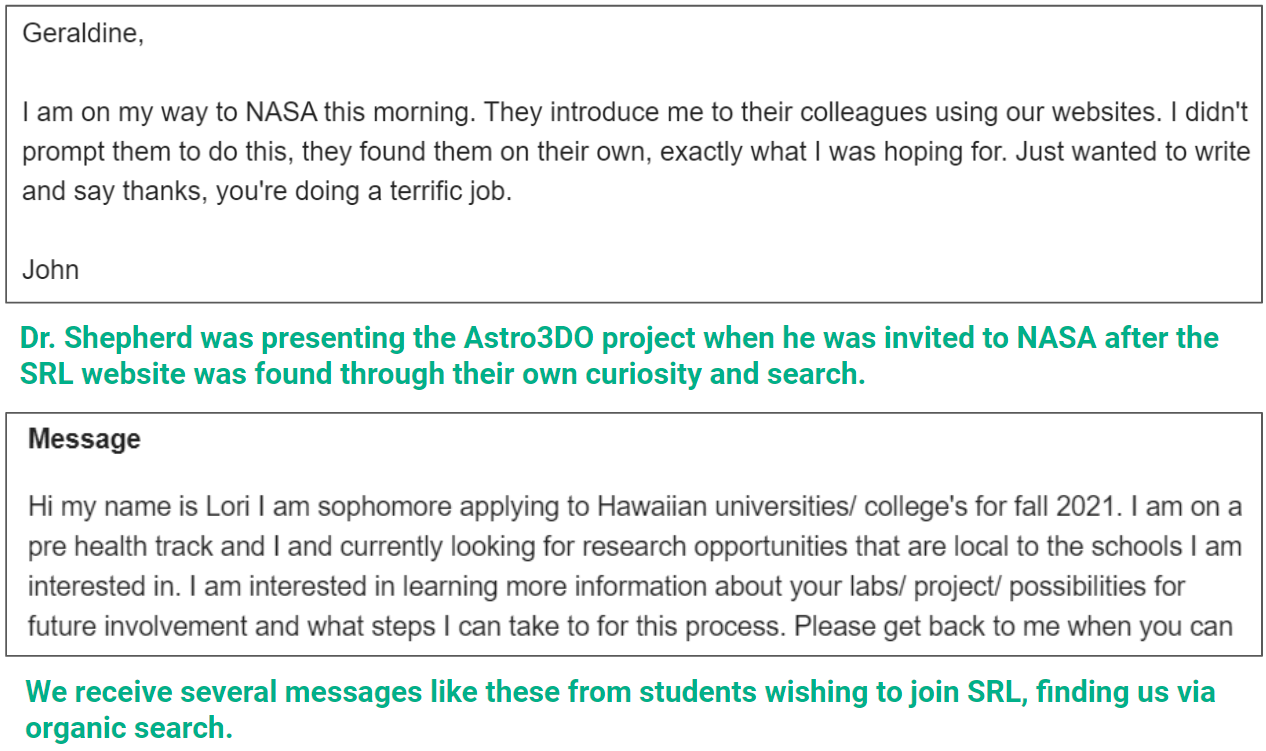 Geraldine,
I am on my way to NASA this morning. They introduce me to their colleagues using our websites. I didn't
prompt them to do this, they found them on their own, exactly what I was hoping for. Just wanted to write
and say thanks, you're doing a terrific job.
John
Dr. Shepherd was presenting the Astro3DO project when he was invited to NASA after the
SRL website was found through their own curiosity and search.
Message
Hi my name is Lori I am sophomore applying to Hawaiian universities/ college's for fall 2021. I am on a
pre health track and I and currently looking for research opportunities that are local to the schools I am
interested in. I am interested in learning more information about your labs/ project/ possibilities for
future involvement and what steps I can take to for this process. Please get back to me when you can
We receive several messages like these from students wishing to join SRL, finding us via
organic search.